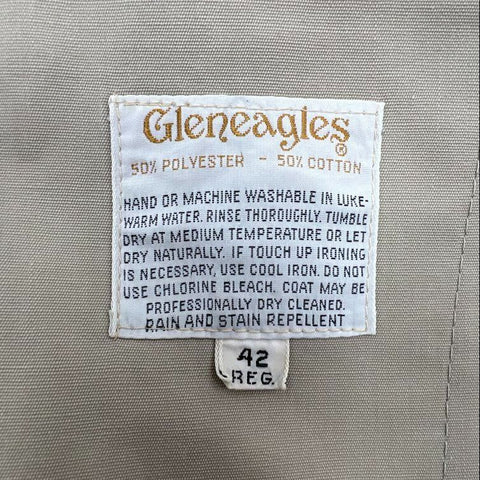 Gleneagles®
50% POLYESTER - 50% COTTON
HAND OR MACHINE WASHABLE IN LUKE-
WARM WATER. RINSE THOROUGHLY. TUMBLE
DRY AT MEDIUM TEMPERATURE OR LET
DRY NATURALLY. IF TOUCH UP IRONING
IS NECESSARY, USE COOL IRON. DO NOT
USE CHLORINE BLEACH. COAT MAY BE
PROFESSIONALLY DRY CLEANED.
RAIN AND STAIN REPELLENT
42
REG.